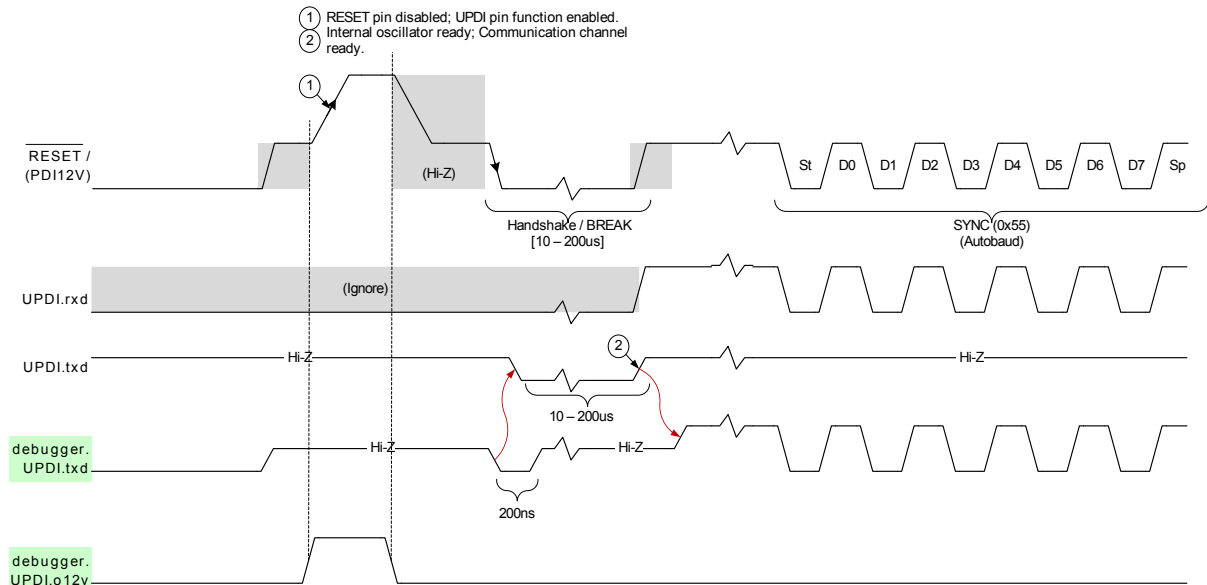 1 RESET pin disabled; UPDI pin function enabled.
2 Internal oscillator ready; Communication channel
ready.
1
RESET /
(PDI12V)
(Hi-Z)
St D0 D1 D2 D3 D4 D5 D6 D7 Sp
Handshake / BREAK
[10 – 200us]
SYNC (0x55)
(Autobaud)
UPDI.rxd
(Ignore)
2
UPDI.txd
Hi-Z
Hi-Z
10 – 200us
debugger.
UPDI.txd
Hi-Z
Hi-Z
200ns
debugger.
UPDI.o12v